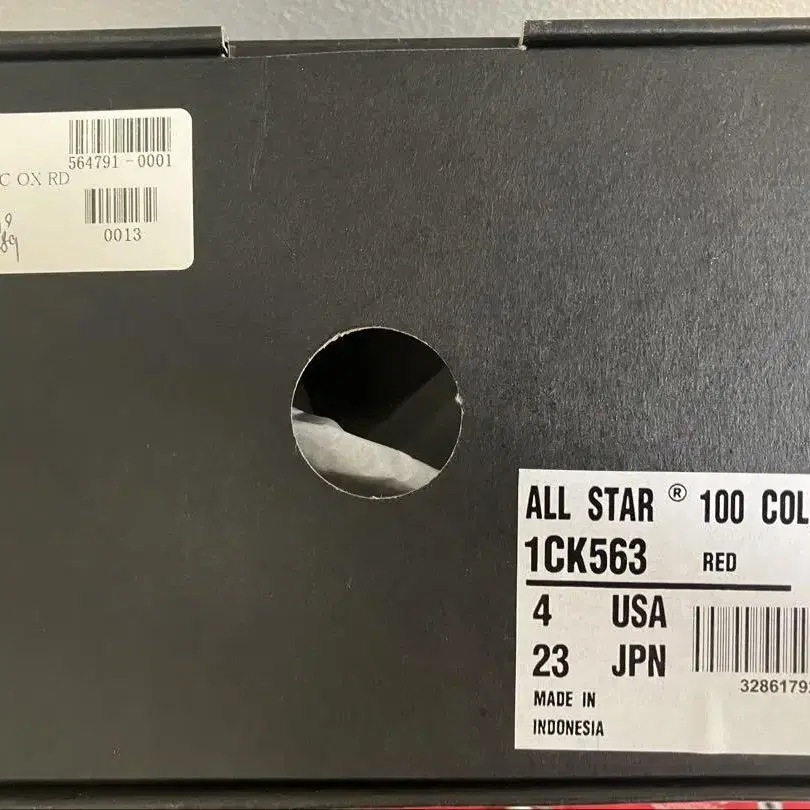 564791-0001
C OX RD
0013
ALL STAR ® 100 COL
1CK563 RED
4 USA
23 JPN
3286179
MADE IN
INDONESIA